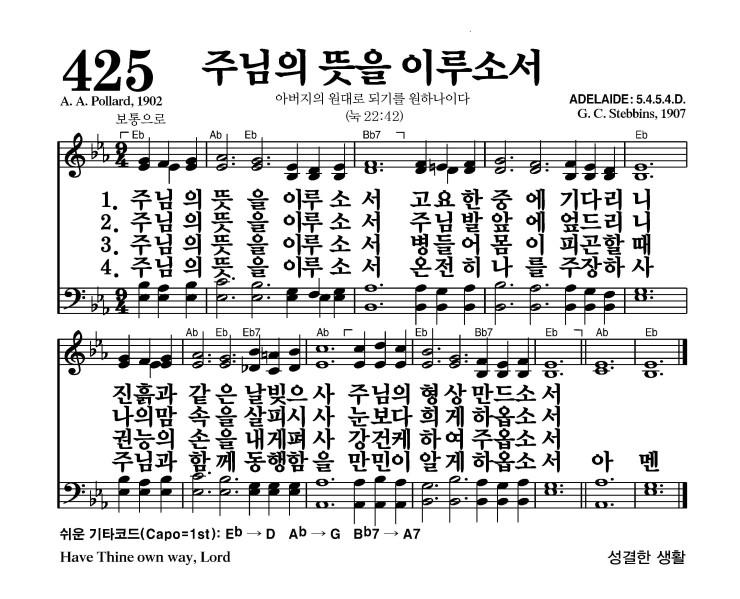 425 주님의 뜻을 이루소서
A. A. Pollard, 1902 아버지의 원대로 되기를 원하나이다 ADELAIDE: 5.4.5.4.D.
보통으로 (눅 22:42) G. C. Stebbins, 1907
Eb Ab Eb Bb7 Eb
1. 주님의 뜻을 이루소서 고요한 중에 기다리니
2. 주님의 뜻을 이루소서 주님 발앞에 엎드리니
3. 주님의 뜻을 이루소서 병들어 몸이 피곤할때
4. 주님의 뜻을 이루소서 온전히 나를 주장하사
Ab Eb Eb7 Ab Eb Bb7 Eb Ab Eb
진흙과 같은 날빚으사 주님의 형상 만드소서
나의맘 속을 살피시사 눈보다 희게 하옵소서
권능의 손을 내게펴사 강건케 하여 주옵소서
주님과 함께 동행함을 만민이 알게 하옵소서 아멘
쉬운 기타코드(Capo=1st): Eb → D Ab → G Bb7 → A7
Have Thine own way, Lord 성결한 생활